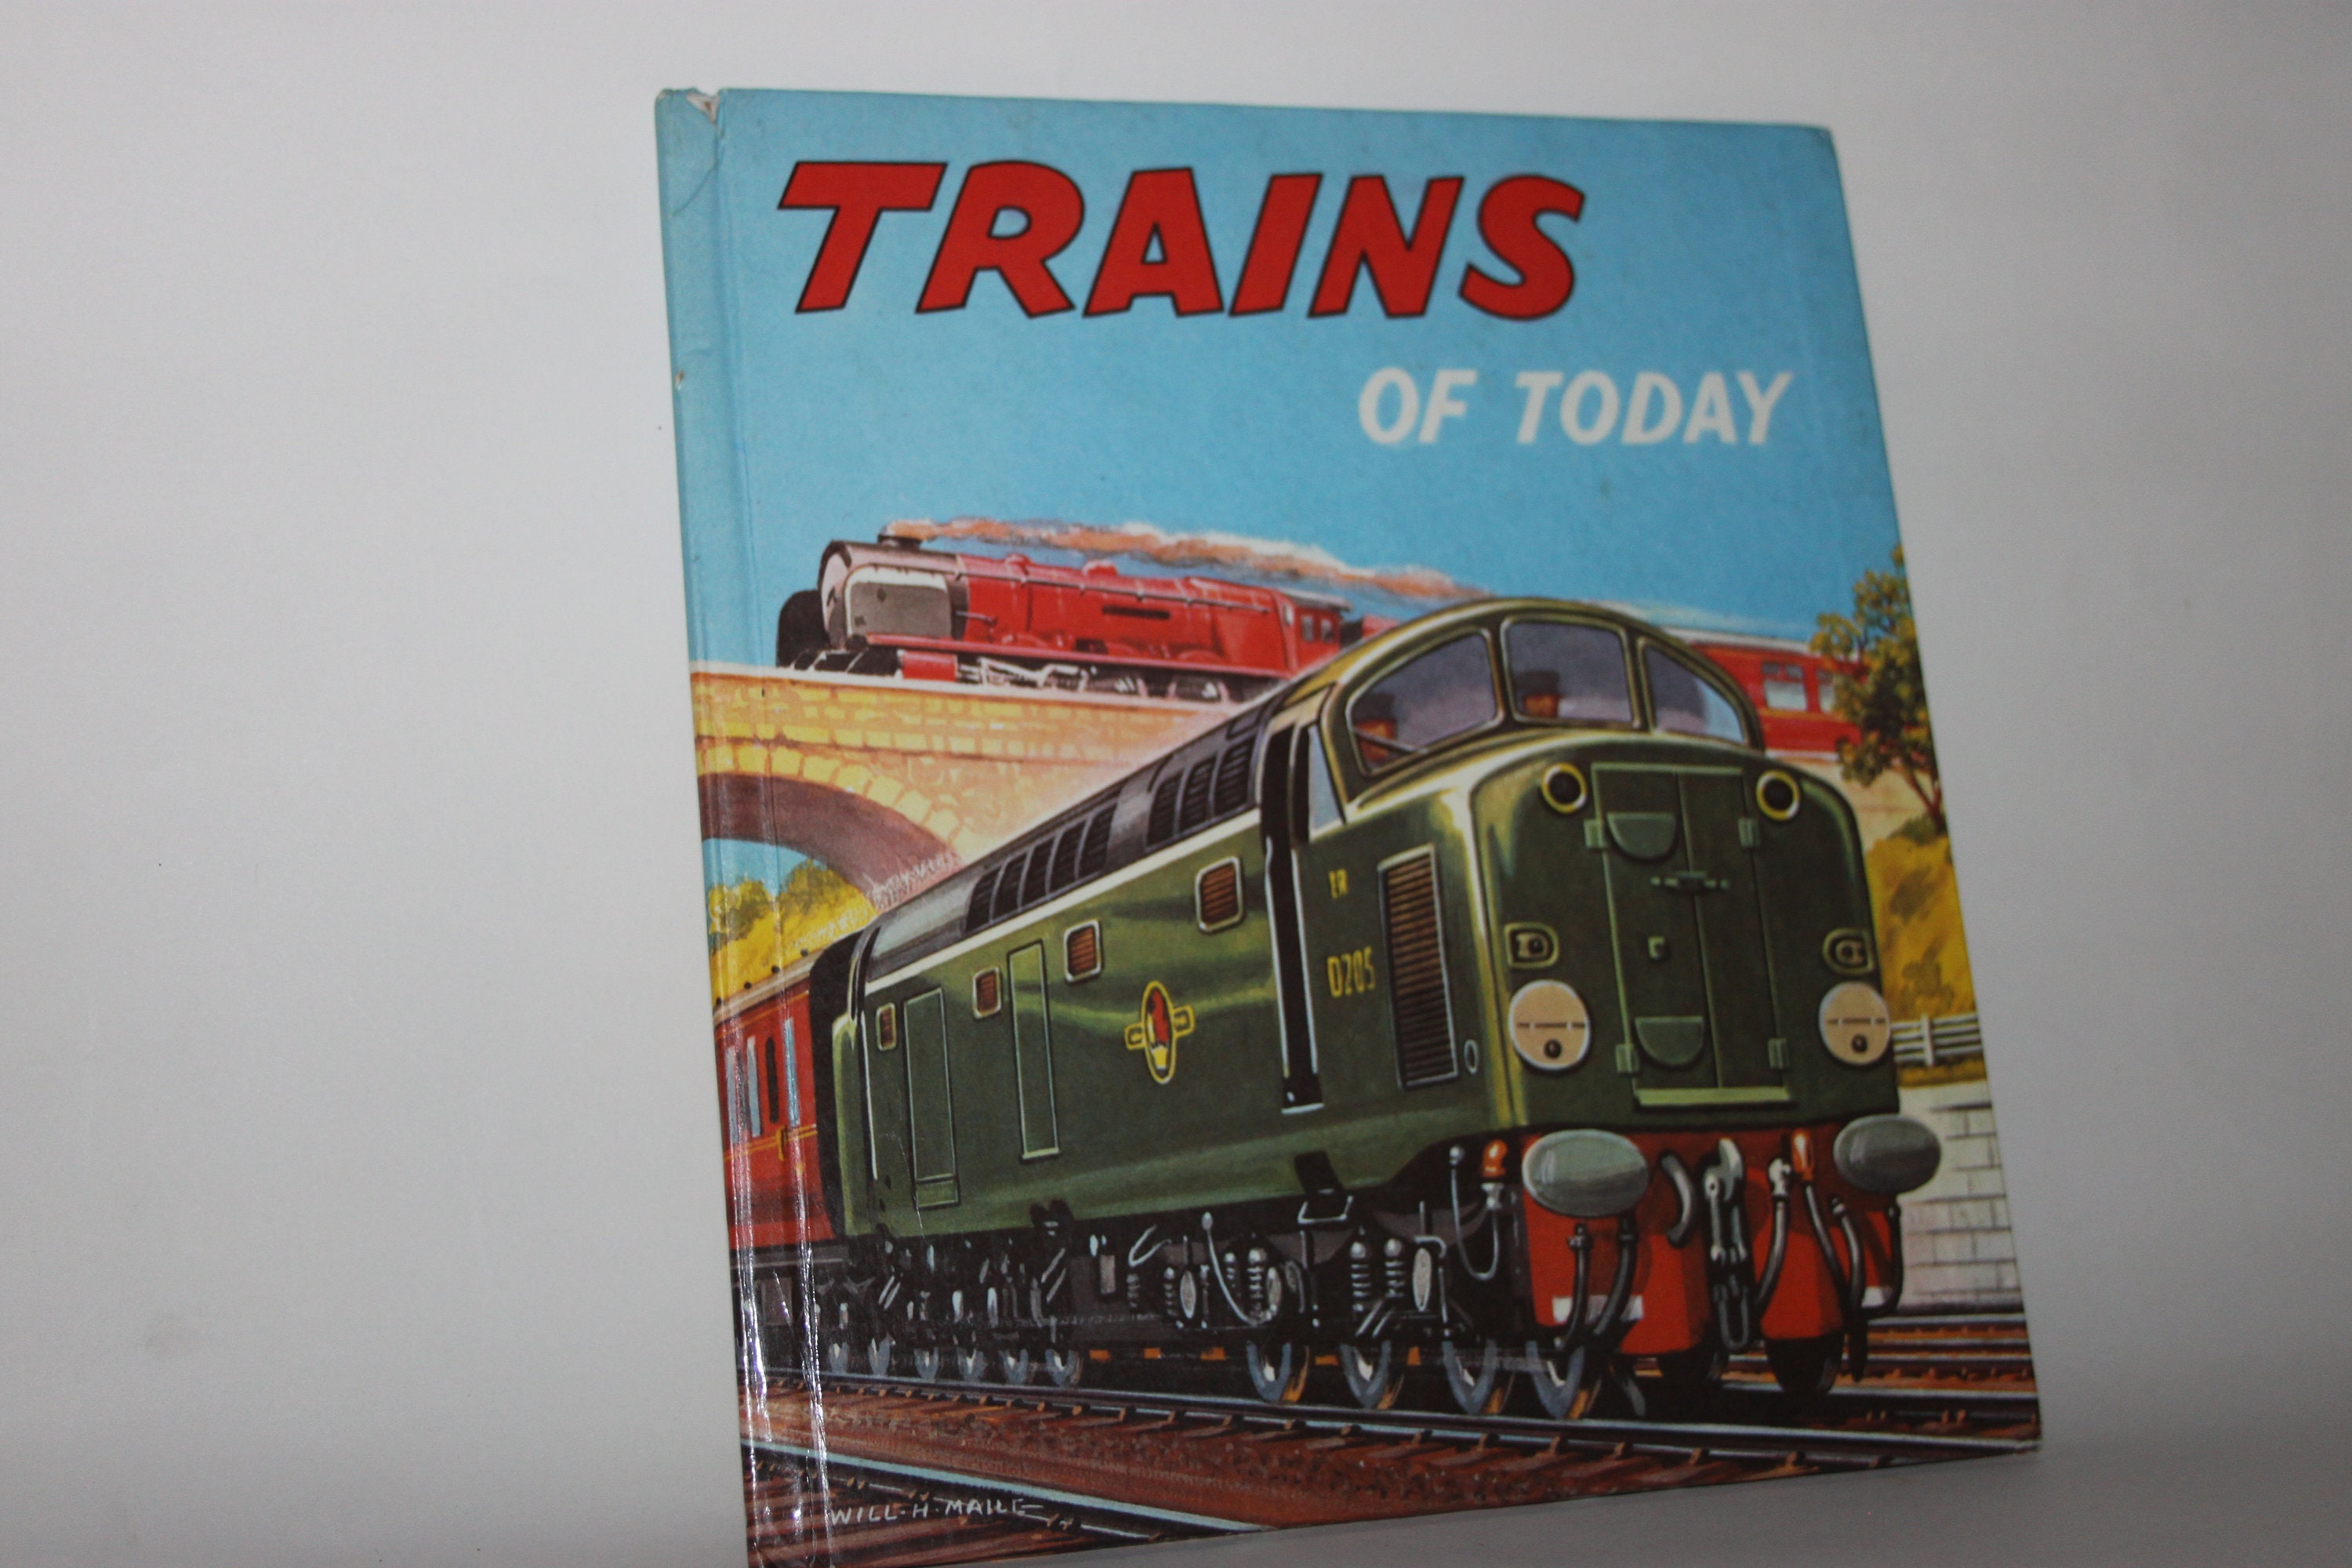 TRAINS
OF TODAY
D205
WILL·H·MAILE